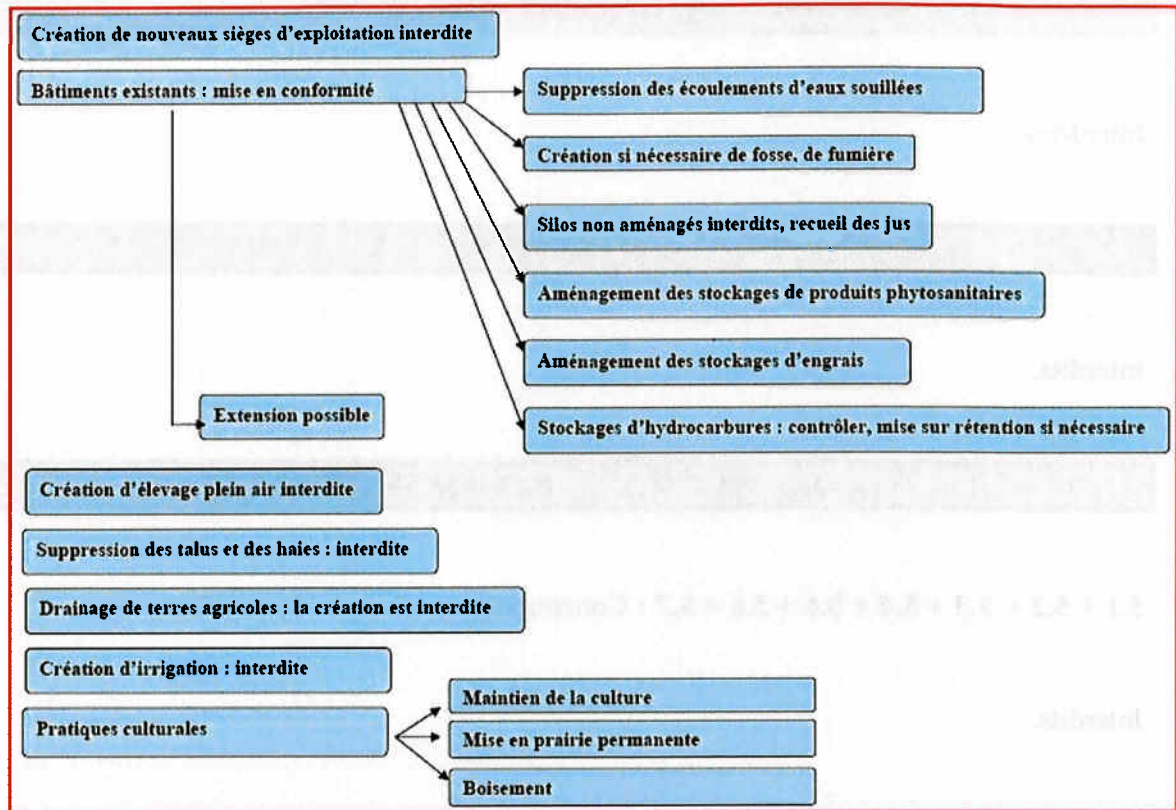 Création de nouveaux sièges d'exploitation interdite
Bâtiments existants : mise en conformité
Suppression des écoulements d'eaux souillées
Création si nécessaire de fosse, de fumière
Silos non aménagés interdits, recueil des jus
Aménagement des stockages de produits phytosanitaires
Aménagement des stockages d'engrais
Extension possible
Stockages d'hydrocarbures : contrôler, mise sur rétention si nécessaire
Création d'élevage plein air interdite
Suppression des talus et des haies : interdite
Drainage de terres agricoles : la création est interdite
Création d'irrigation : interdite
Pratiques culturales
Maintien de la culture
Mise en prairie permanente
Boisement